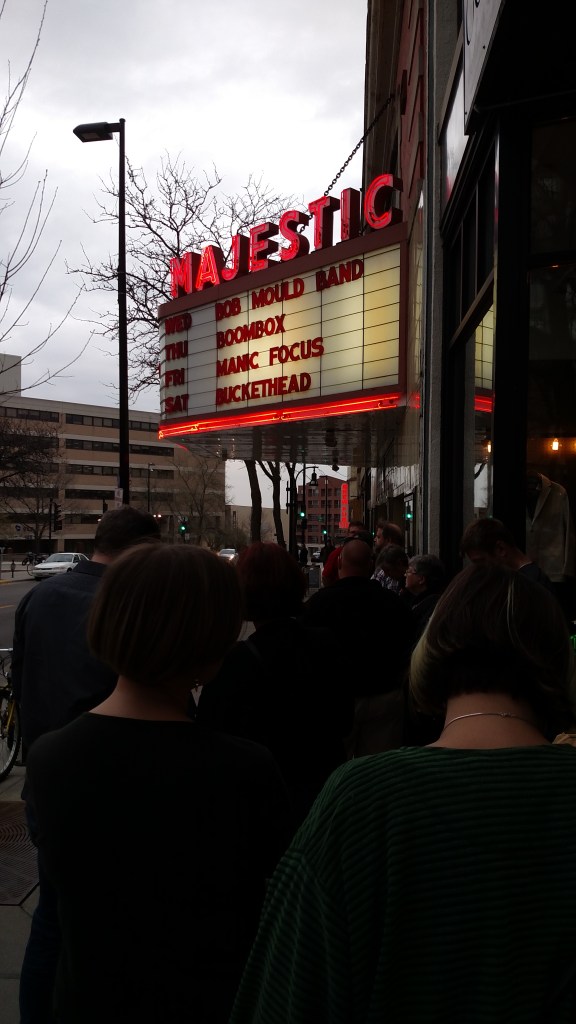 MAJESTIC
WED BOB MOULD BAND
THU BOOMBOX
FRI MANIC FOCUS
SAT BUCKETHEAD